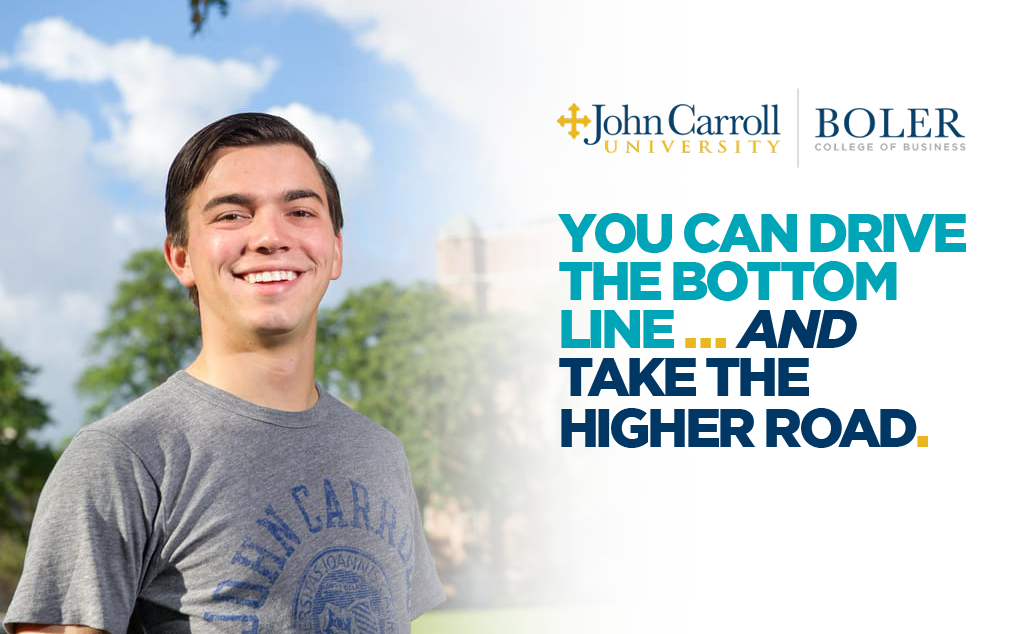 John Carroll
UNIVERSITY
BOLER
COLLEGE OF BUSINESS
YOU CAN DRIVE
THE BOTTOM
LINE ... AND
TAKE THE
HIGHER ROAD.
JOHN CARRO